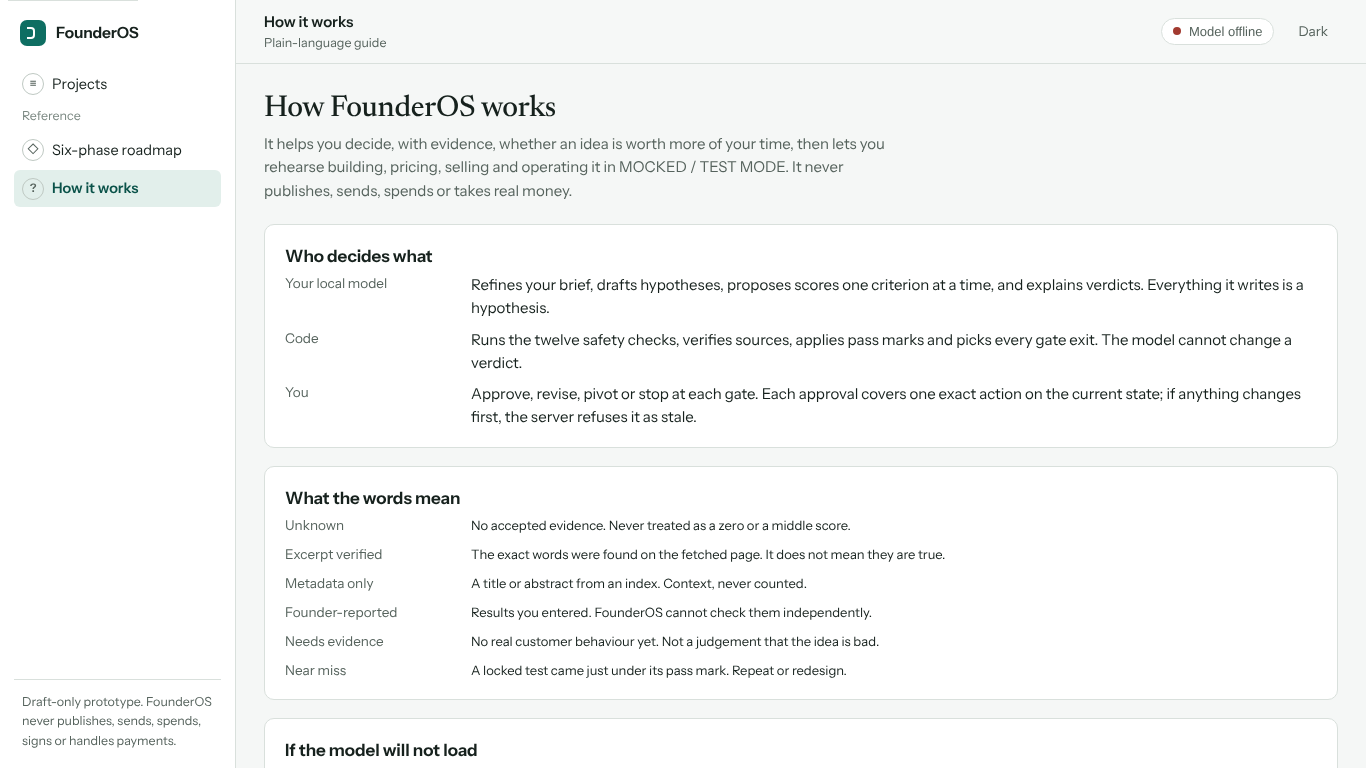 FounderOS
Projects
Reference
Six-phase roadmap
? How it works
Draft-only prototype. FounderOS
never publishes, sends, spends,
signs or handles payments.
How it works
Plain-language guide
Model offline
Dark
How FounderOS works
It helps you decide, with evidence, whether an idea is worth more of your time, then lets you
rehearse building, pricing, selling and operating it in MOCKED / TEST MODE. It never
publishes, sends, spends or takes real money.
Who decides what
Your local model
Refines your brief, drafts hypotheses, proposes scores one criterion at a time, and explains verdicts. Everything it writes is a
hypothesis.
Code
Runs the twelve safety checks, verifies sources, applies pass marks and picks every gate exit. The model cannot change a
verdict.
You
Approve, revise, pivot or stop at each gate. Each approval covers one exact action on the current state; if anything changes
first, the server refuses it as stale.
What the words mean
Unknown
No accepted evidence. Never treated as a zero or a middle score.
Excerpt verified
The exact words were found on the fetched page. It does not mean they are true.
Metadata only
A title or abstract from an index. Context, never counted.
Founder-reported
Results you entered. FounderOS cannot check them independently.
Needs evidence
No real customer behaviour yet. Not a judgement that the idea is bad.
Near miss
A locked test came just under its pass mark. Repeat or redesign.
If the model will not load